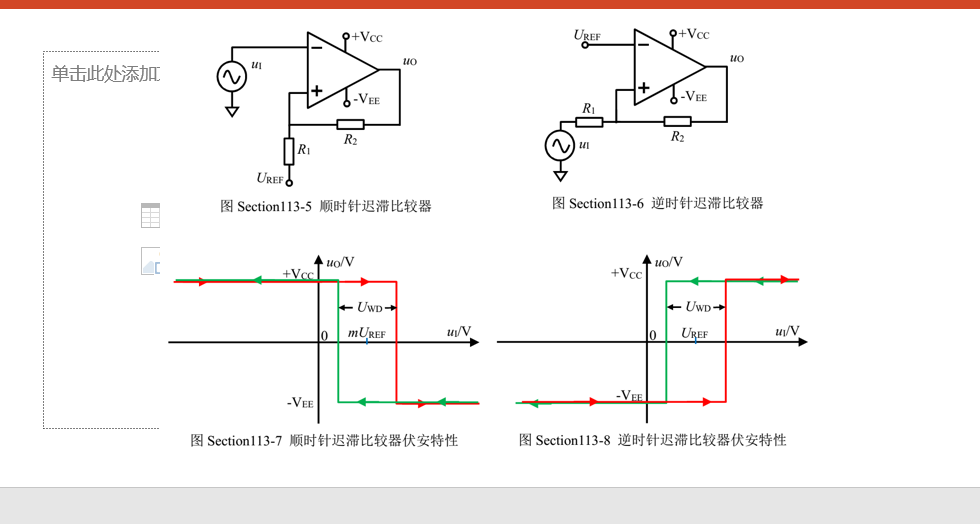 单击此处添加
+VCC
uI
uO
-VEE
R2
R1
UREF
图 Section113-5 顺时针迟滞比较器
UREF
+VCC
uO
-VEE
R1
R2
uI
图 Section113-6 逆时针迟滞比较器
uO/V
+VCC
UWD
0
mUREF
uI/V
-VEE
图 Section113-7 顺时针迟滞比较器伏安特性
uO/V
+VCC
UWD
0
UREF
uI/V
-VEE
图 Section113-8 逆时针迟滞比较器伏安特性